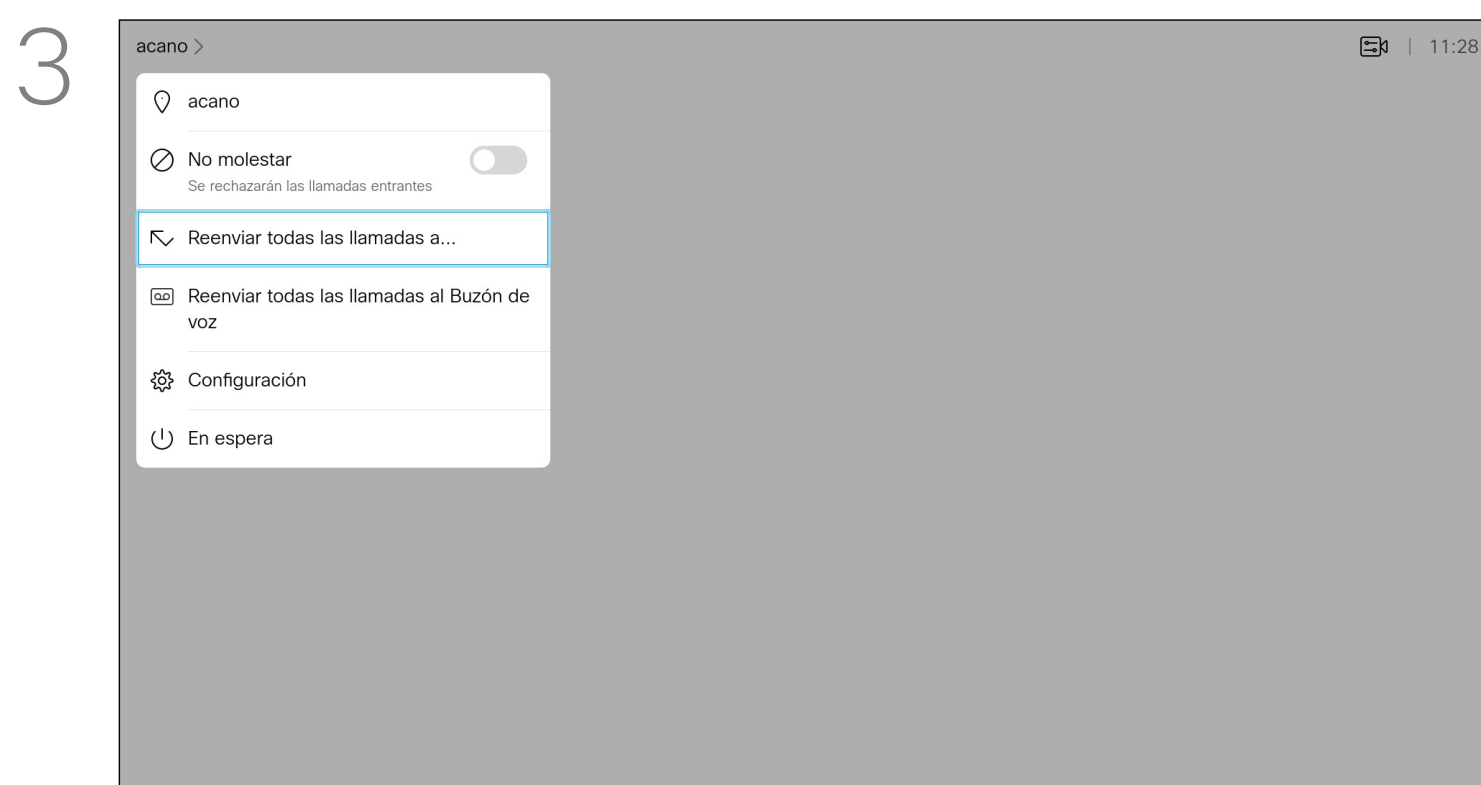 3
acano >
11:28
acano
No molestar
Se rechazarán las llamadas entrantes
Reenviar todas las llamadas a...
Reenviar todas las llamadas al Buzón de
voz
Configuración
En espera